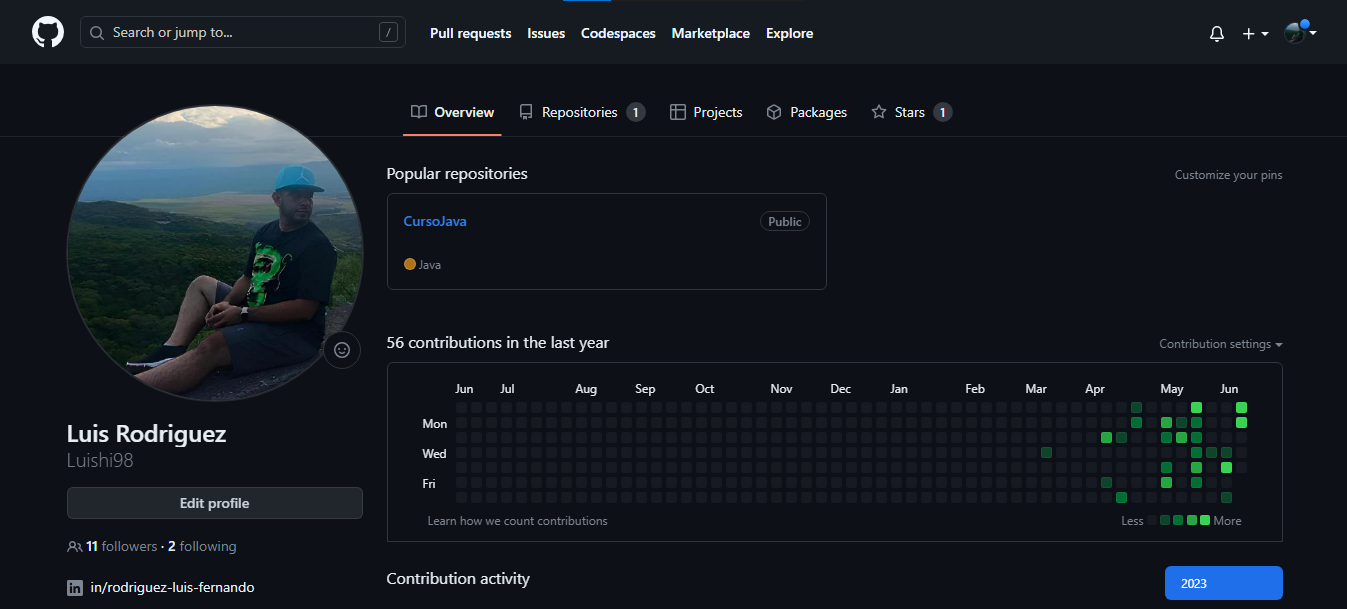 Search or jump to... / Pull requests Issues Codespaces Marketplace Explore
Overview Repositories 1 Projects Packages Stars 1
Popular repositories Customize your pins
CursoJava Public
Java
56 contributions in the last year Contribution settings
Jun Jul Aug Sep Oct Nov Dec Jan Feb Mar Apr May Jun
Mon
Wed
Fri
Learn how we count contributions Less More
Contribution activity 2023
Luis Rodriguez
Luishi98
Edit profile
11 followers · 2 following
in/rodriguez-luis-fernando